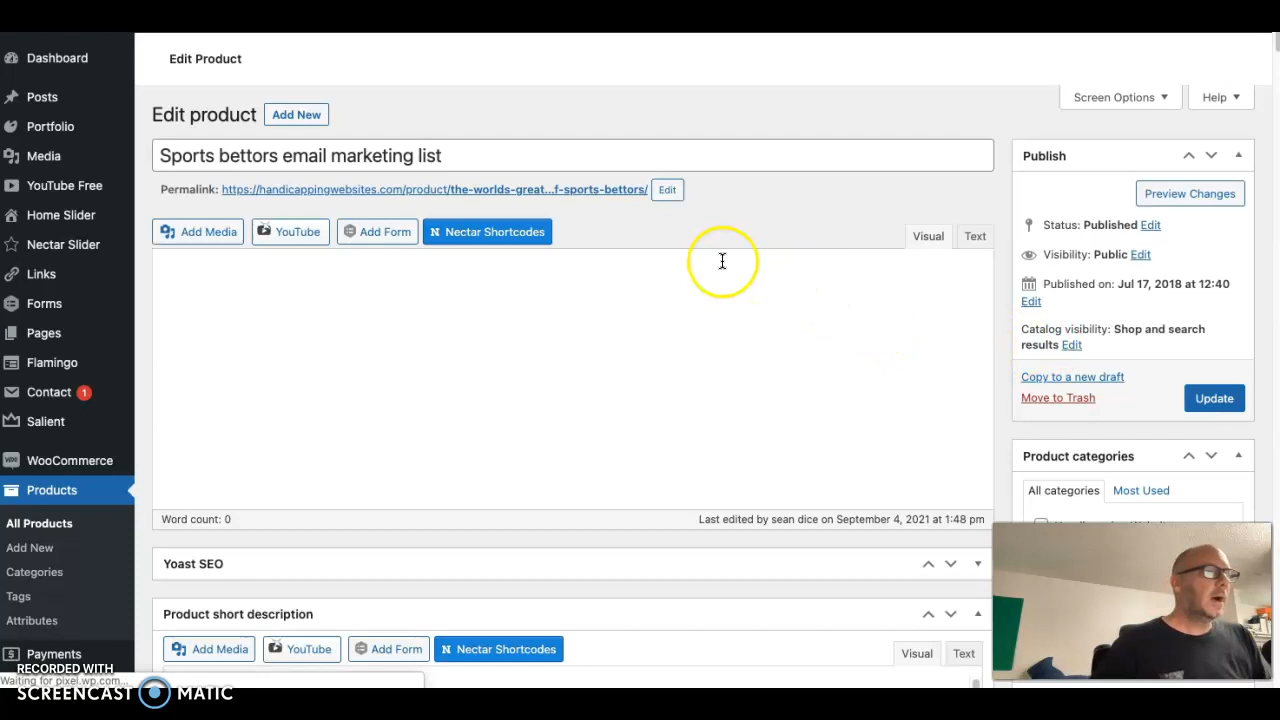 Dashboard
Posts
Portfolio
Media
YouTube Free
Home Slider
Nectar Slider
Links
Forms
Pages
Flamingo
Contact 1
Salient
WooCommerce
Products
All Products
Add New
Categories
Tags
Attributes
Payments
Edit Product
Screen Options
Help
Edit product
Add New
Sports bettors email marketing list
Permalink: https://handicappingwebsites.com/product/the-worlds-great...f-sports-bettors/ Edit
Add Media
YouTube
Add Form
N Nectar Shortcodes
Visual
Text
Word count: 0
Last edited by sean dice on September 4, 2021 at 1:48 pm
Yoast SEO
Product short description
Add Media
YouTube
Add Form
N Nectar Shortcodes
Visual
Text
Publish
Preview Changes
Status: Published Edit
Visibility: Public Edit
Published on: Jul 17, 2018 at 12:40
Edit
Catalog visibility: Shop and search
results Edit
Copy to a new draft
Move to Trash
Update
Product categories
All categories
Most Used
RECORDED WITH
Waiting for pixel.wp.com...
SCREENCAST MATIC